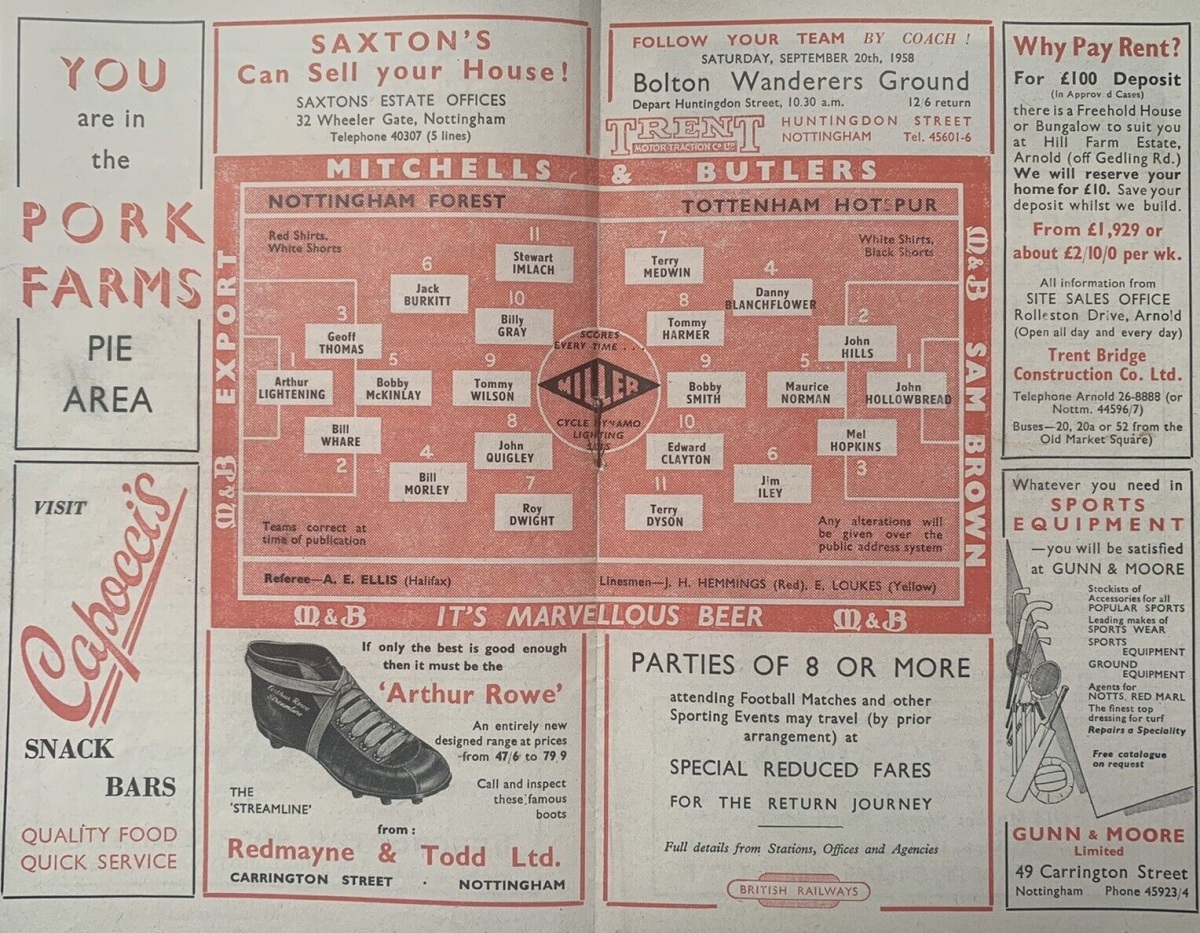 YOU
are in
the
PORK
FARMS
PIE
AREA
VISIT
Capocci's
SNACK
BARS
QUALITY FOOD
QUICK SERVICE
SAXTON'S
Can Sell your House!
SAXTONS ESTATE OFFICES
32 Wheeler Gate, Nottingham
Telephone 40307 (5 lines)
FOLLOW YOUR TEAM BY COACH !
SATURDAY, SEPTEMBER 20th, 1958
Bolton Wanderers Ground
Depart Huntingdon Street, 10.30 a.m. 12/6 return
TRENT
MOTOR TRACTION Co. LTD
HUNTINGDON STREET
NOTTINGHAM Tel. 45601-6
MITCHELLS & BUTLERS
M&B EXPORT
M&B SAM BROWN
NOTTINGHAM FOREST
TOTTENHAM HOTSPUR
Red Shirts,
White Shorts
White Shirts,
Black Shorts
11
Stewart
IMLACH
6
Jack
BURKITT
10
Billy
GRAY
3
Geoff
THOMAS
1
Arthur
LIGHTENING
5
Bobby
McKINLAY
9
Tommy
WILSON
Bill
WHARE
2
4
Bill
MORLEY
8
John
QUIGLEY
7
Roy
DWIGHT
SCORES
EVERY TIME . . .
MILLER
CYCLE DYNAMO
LIGHTING
SETS
7
Terry
MEDWIN
4
Danny
BLANCHFLOWER
8
Tommy
HARMER
2
John
HILLS
9
Bobby
SMITH
5
Maurice
NORMAN
1
John
HOLLOWBREAD
10
Edward
CLAYTON
Mel
HOPKINS
3
6
Jim
ILEY
11
Terry
DYSON
Teams correct at
time of publication
Any alterations will
be given over the
public address system
Referee—A. E. ELLIS (Halifax)
Linesmen—J. H. HEMMINGS (Red), E. LOUKES (Yellow)
M&B IT'S MARVELLOUS BEER M&B
If only the best is good enough
then it must be the
'Arthur Rowe'
An entirely new
designed range at prices
from 47/6 to 79 9
Call and inspect
these famous
boots
Arthur Rowe
Streamline
THE
'STREAMLINE'
from :
Redmayne & Todd Ltd.
CARRINGTON STREET · NOTTINGHAM
PARTIES OF 8 OR MORE
attending Football Matches and other
Sporting Events may travel (by prior
arrangement) at
SPECIAL REDUCED FARES
FOR THE RETURN JOURNEY
Full details from Stations, Offices and Agencies
BRITISH RAILWAYS
Why Pay Rent?
For £100 Deposit
(In Approv d Cases)
there is a Freehold House
or Bungalow to suit you
at Hill Farm Estate,
Arnold (off Gedling Rd.)
We will reserve your
home for £10. Save your
deposit whilst we build.
From £1,929 or
about £2/10/0 per wk.
All information from
SITE SALES OFFICE
Rolleston Drive, Arnold
(Open all day and every day)
Trent Bridge
Construction Co. Ltd.
Telephone Arnold 26-8888 (or
Nottm. 44596/7)
Buses—20, 20a or 52 from the
Old Market Square)
Whatever you need in
SPORTS
EQUIPMENT
—you will be satisfied
at GUNN & MOORE
Stockists of
Accessories for all
POPULAR SPORTS
Leading makes of
SPORTS WEAR
SPORTS
EQUIPMENT
GROUND
EQUIPMENT
Agents for
NOTTS. RED MARL
The finest top
dressing for turf
Repairs a Speciality
Free catalogue
on request
GUNN & MOORE
Limited
49 Carrington Street
Nottingham Phone 45923/4